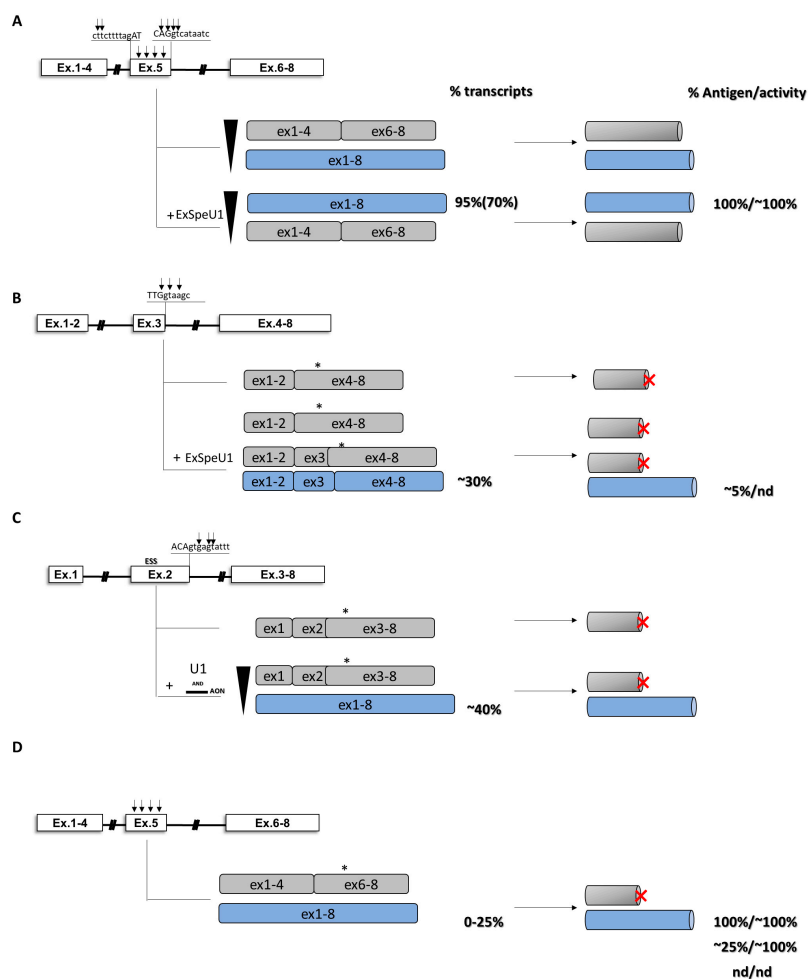 A
cttcttttagAT CAGgtcataatc
Ex.1-4 Ex.5 Ex.6-8
% transcripts % Antigen/activity
ex1-4 ex6-8
ex1-8
+ExSpeU1 ex1-8 95%(70%) 100%/~100%
ex1-4 ex6-8
B
TTGgtaagc
Ex.1-2 Ex.3 Ex.4-8
*
ex1-2 ex4-8
*
ex1-2 ex4-8
*
+ ExSpeU1 ex1-2 ex3 ex4-8
ex1-2 ex3 ex4-8 ~30% ~5%/nd
C
ACAgtgagtattt
ESS
Ex.1 Ex.2 Ex.3-8
*
ex1 ex2 ex3-8
*
U1 ex1 ex2 ex3-8
+ AND AON
ex1-8 ~40%
D
Ex.1-4 Ex.5 Ex.6-8
*
ex1-4 ex6-8
ex1-8 0-25% 100%/~100%
~25%/~100%
nd/nd